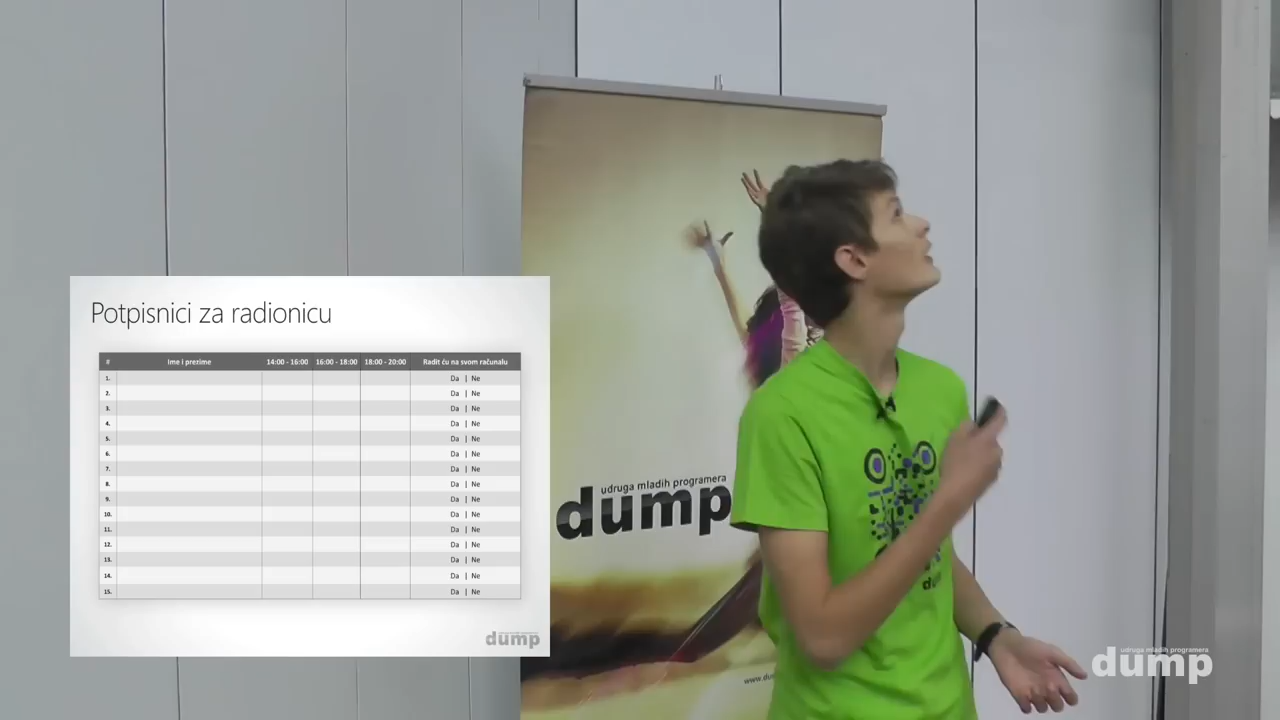 Potpisnici za radionicu
# Ime i prezime 14:00 - 16:00 16:00 - 18:00 18:00 - 20:00 Radit ću na svom računalu
1. Da | Ne
2. Da | Ne
3. Da | Ne
4. Da | Ne
5. Da | Ne
6. Da | Ne
7. Da | Ne
8. Da | Ne
9. Da | Ne
10. Da | Ne
11. Da | Ne
12. Da | Ne
13. Da | Ne
14. Da | Ne
15. Da | Ne
dump
udruga mladih programera
dump
udruga mladih programera
dump